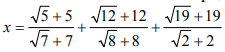 x = (√5 + 5)/(√7 + 7) + (√12 + 12)/(√8 + 8) + (√19 + 19)/(√2 + 2)